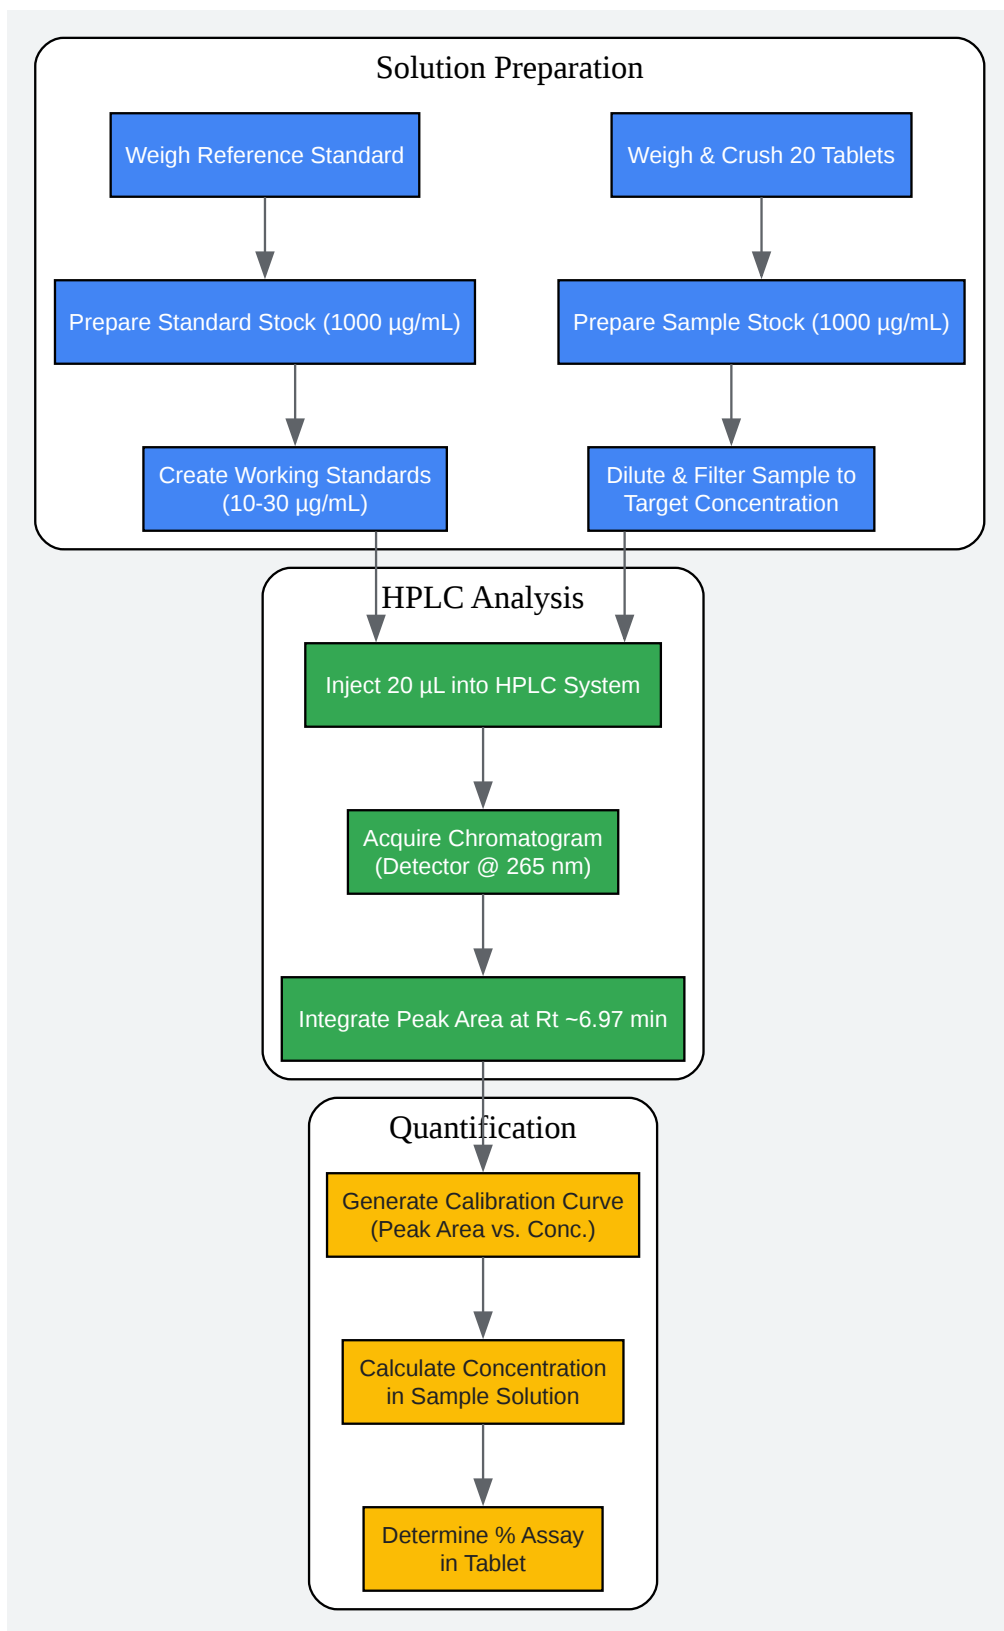 Solution Preparation
Weigh Reference Standard
Weigh & Crush 20 Tablets
Prepare Standard Stock (1000 µg/mL)
Prepare Sample Stock (1000 µg/mL)
Create Working Standards
(10-30 µg/mL)
Dilute & Filter Sample to
Target Concentration
HPLC Analysis
Inject 20 µL into HPLC System
Acquire Chromatogram
(Detector @ 265 nm)
Integrate Peak Area at Rt ~6.97 min
Quantification
Generate Calibration Curve
(Peak Area vs. Conc.)
Calculate Concentration
in Sample Solution
Determine % Assay
in Tablet